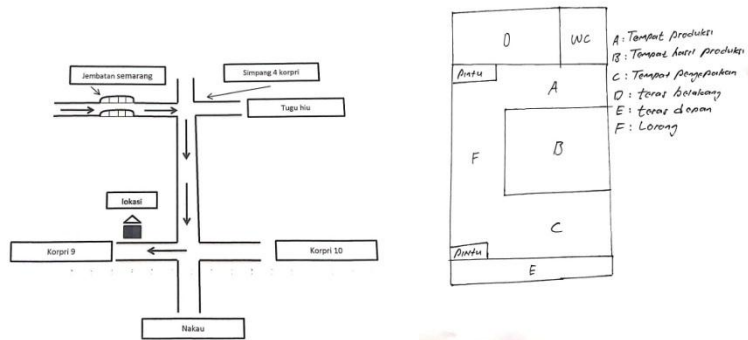 Jembatan semarang
Simpang 4 korpri
Tugu hiu
lokasi
Korpri 9
Korpri 10
Nakau
D
WC
Pintu
A
B
F
C
Pintu
E
A : Tempat produksi
B : Tempat hasil produksi
C : Tempat pengepakan
D : teras belakang
E : teras depan
F : Lorong